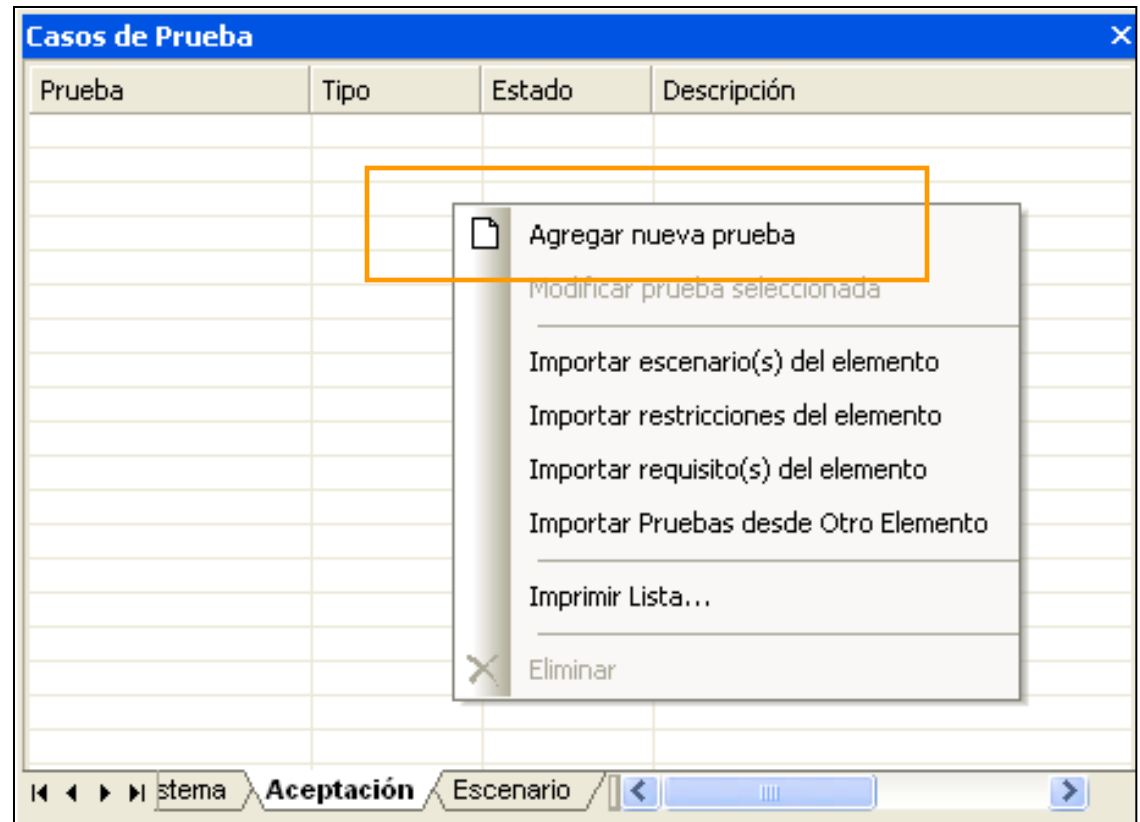 Casos de Prueba
Prueba Tipo Estado Descripción
Agregar nueva prueba
Modificar prueba seleccionada
Importar escenario(s) del elemento
Importar restricciones del elemento
Importar requisito(s) del elemento
Importar Pruebas desde Otro Elemento
Imprimir Lista...
Eliminar
stema Aceptación Escenario